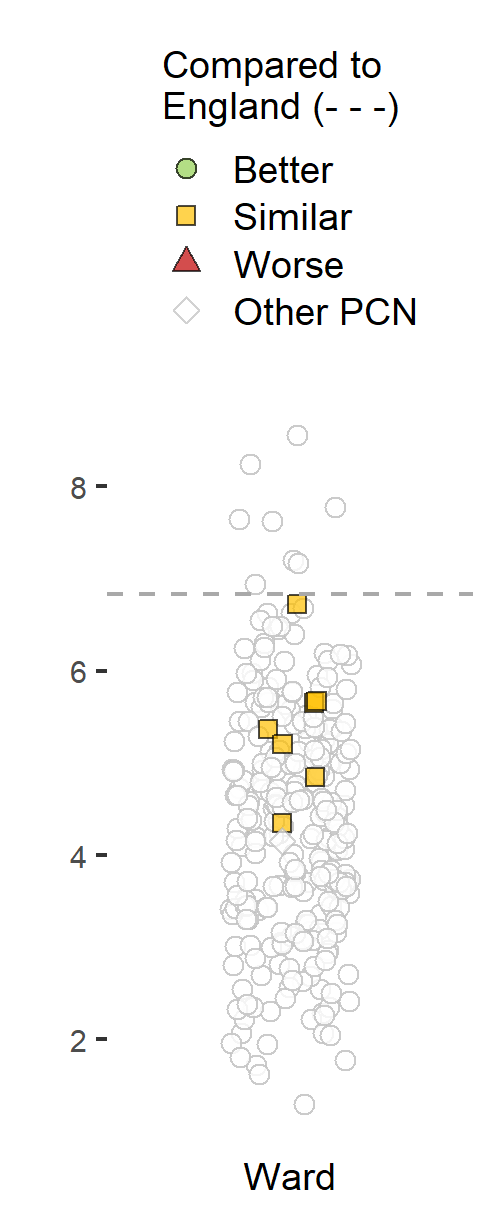 Compared to
England (- - -)
Better
Similar
Worse
Other PCN
8
6
4
2
Ward